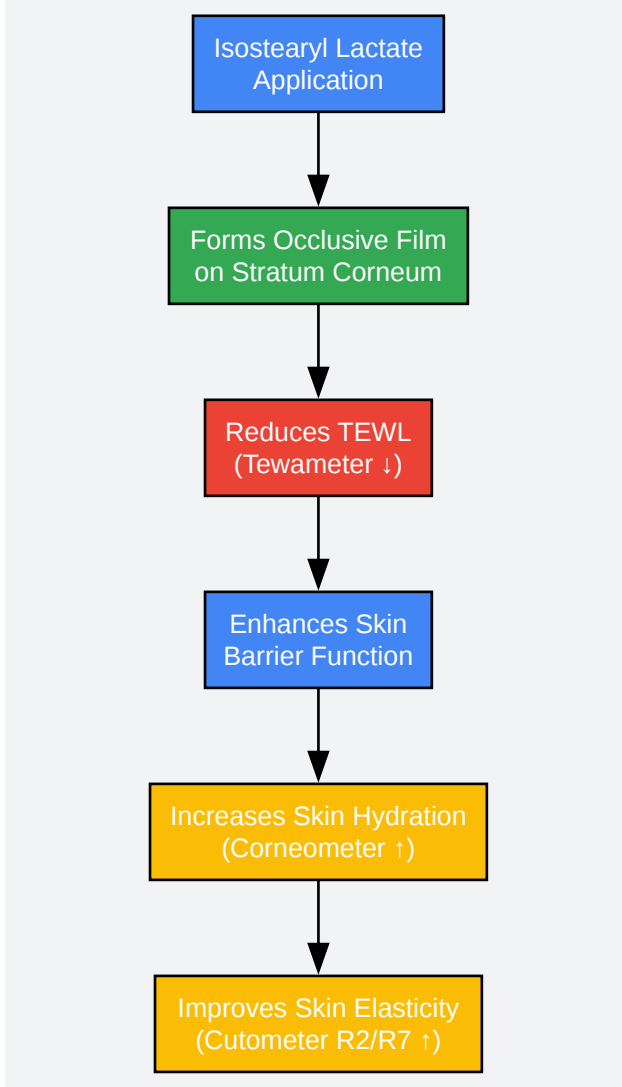 Isostearyl Lactate
Application
Forms Occlusive Film
on Stratum Corneum
Reduces TEWL
(Tewameter ↓)
Enhances Skin
Barrier Function
Increases Skin Hydration
(Corneometer ↑)
Improves Skin Elasticity
(Cutometer R2/R7 ↑)